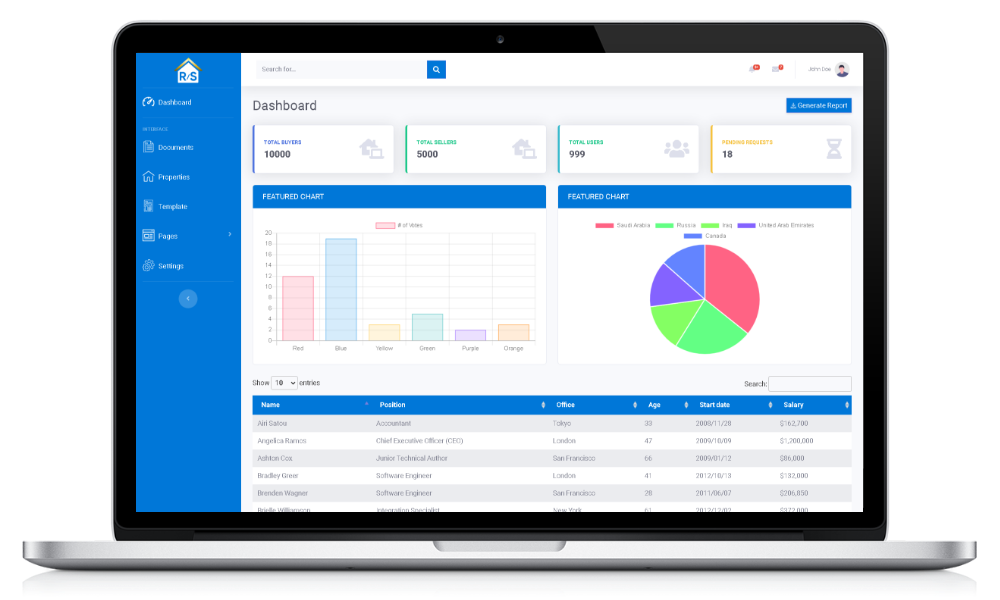 R/S
Search for...
John Doe
Dashboard
INTERFACE
Documents
Properties
Template
Pages
Settings
Dashboard
Generate Report
TOTAL BUYERS
10000
TOTAL SELLERS
5000
TOTAL USERS
999
PENDING REQUESTS
18
FEATURED CHART
# of Votes
20
18
16
14
12
10
8
6
4
2
0
Red Blue Yellow Green Purple Orange
FEATURED CHART
Saudi Arabia Russia Iraq United Arab Emirates
Canada
Show 10 entries
Search:
Name Position Office Age Start date Salary
Airi Satou Accountant Tokyo 33 2008/11/28 $162,700
Angelica Ramos Chief Executive Officer (CEO) London 47 2009/10/09 $1,200,000
Ashton Cox Junior Technical Author San Francisco 66 2009/01/12 $86,000
Bradley Greer Software Engineer London 41 2012/10/13 $132,000
Brenden Wagner Software Engineer San Francisco 28 2011/06/07 $206,850
Brielle Williamson Integration Specialist New York 61 2012/12/02 $372,000